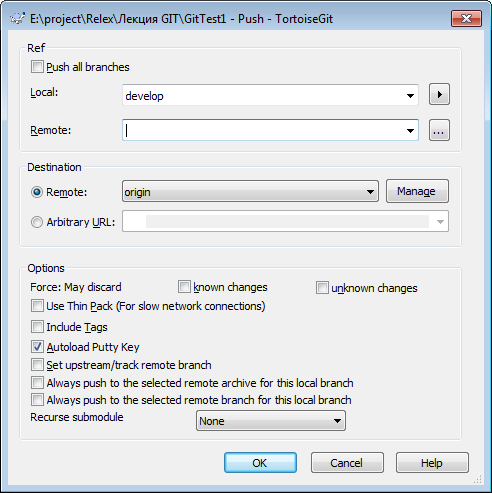 E:\project\Relex\Лекция GIT\GitTest1 - Push - TortoiseGit
Ref
Push all branches
Local: develop
Remote: ...
Destination
Remote: origin Manage
Arbitrary URL:
Options
Force: May discard known changes unknown changes
Use Thin Pack (For slow network connections)
Include Tags
Autoload Putty Key
Set upstream/track remote branch
Always push to the selected remote archive for this local branch
Always push to the selected remote branch for this local branch
Recurse submodule None
OK Cancel Help